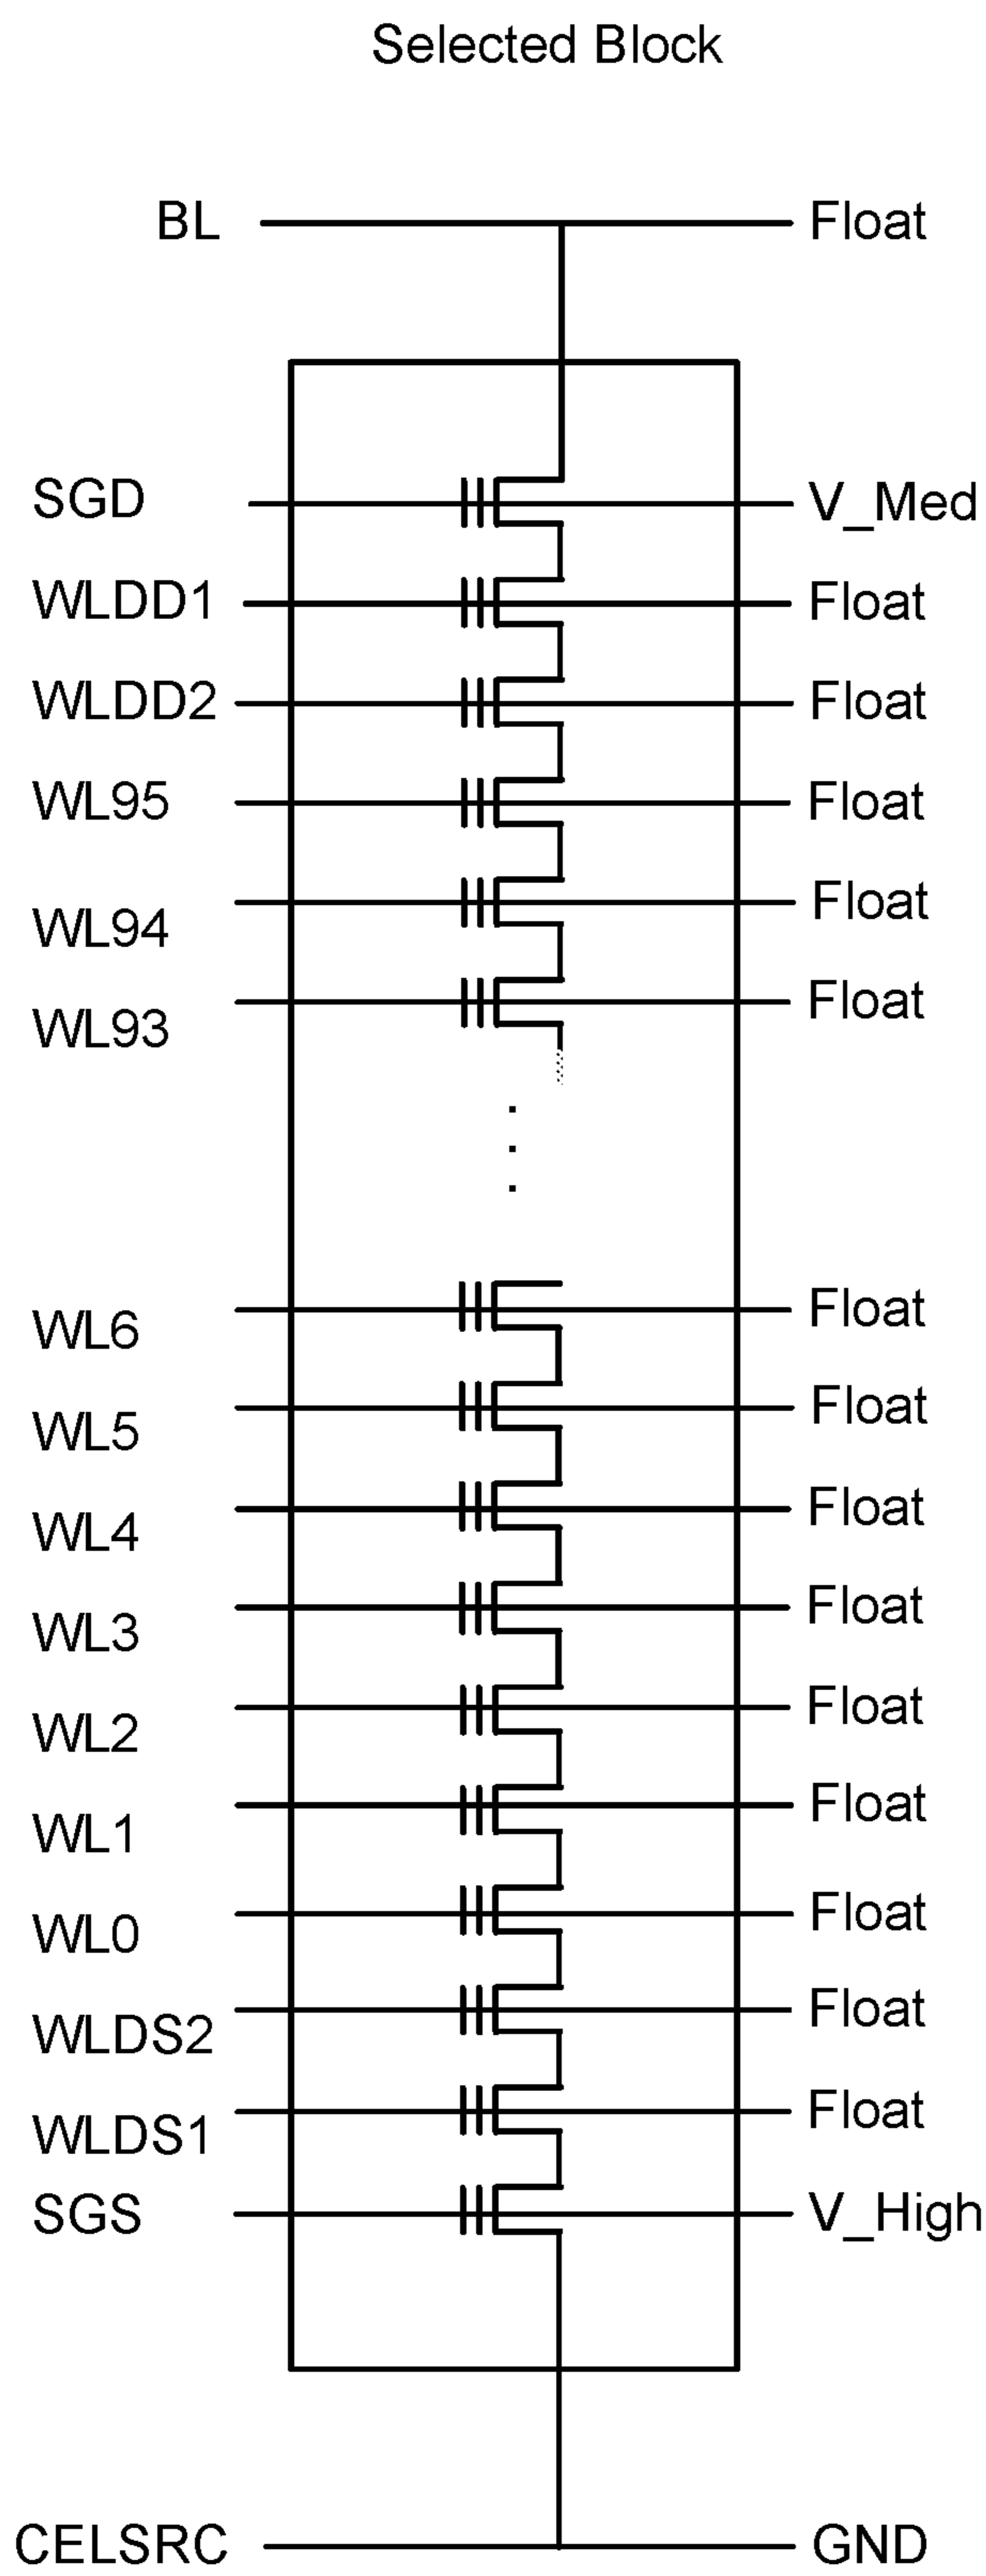 Selected Block
BL Float
SGD V_Med
WLDD1 Float
WLDD2 Float
WL95 Float
WL94 Float
WL93 Float
WL6 Float
WL5 Float
WL4 Float
WL3 Float
WL2 Float
WL1 Float
WL0 Float
WLDS2 Float
WLDS1 Float
SGS V_High
CELSRC GND